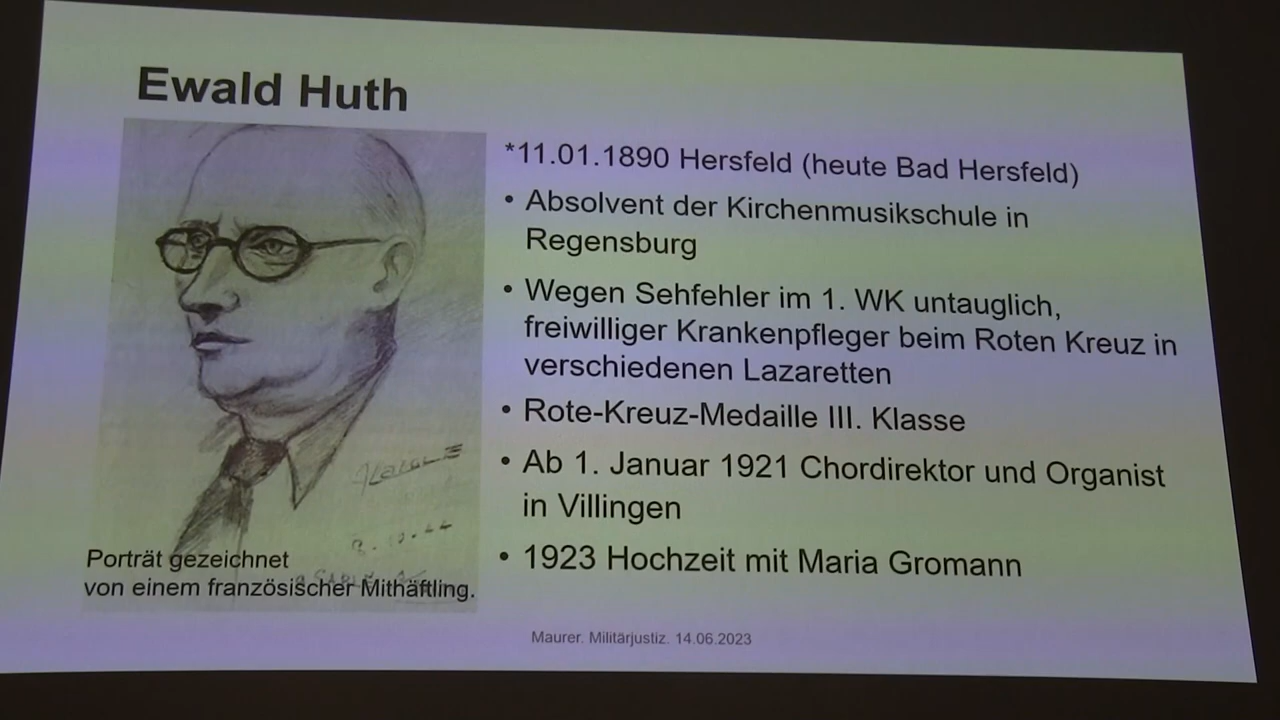 Ewald Huth
*11.01.1890 Hersfeld (heute Bad Hersfeld)
• Absolvent der Kirchenmusikschule in
Regensburg
• Wegen Sehfehler im 1. WK untauglich,
freiwilliger Krankenpfleger beim Roten Kreuz in
verschiedenen Lazaretten
• Rote-Kreuz-Medaille III. Klasse
• Ab 1. Januar 1921 Chordirektor und Organist
in Villingen
• 1923 Hochzeit mit Maria Gromann
Porträt gezeichnet
von einem französischer Mithäftling.
Maurer. Militärjustiz. 14.06.2023